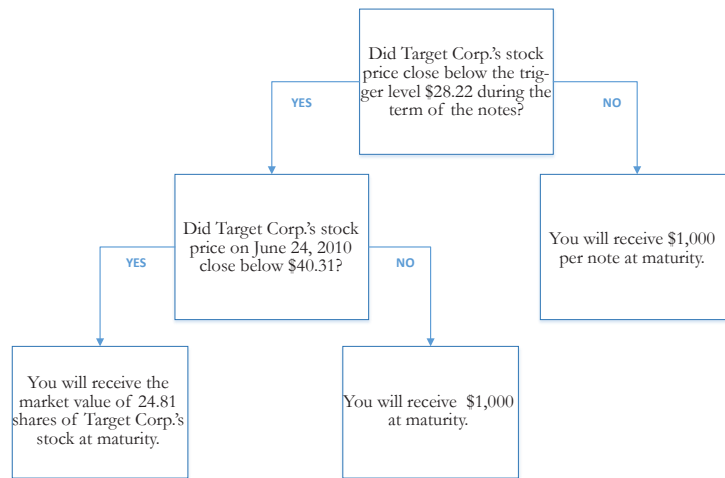 Did Target Corp.'s stock
price close below the trig-
ger level $28.22 during the
term of the notes?
YES
NO
Did Target Corp.'s stock
price on June 24, 2010
close below $40.31?
You will receive $1,000
per note at maturity.
YES
NO
You will receive the
market value of 24.81
shares of Target Corp.'s
stock at maturity.
You will receive $1,000
at maturity.